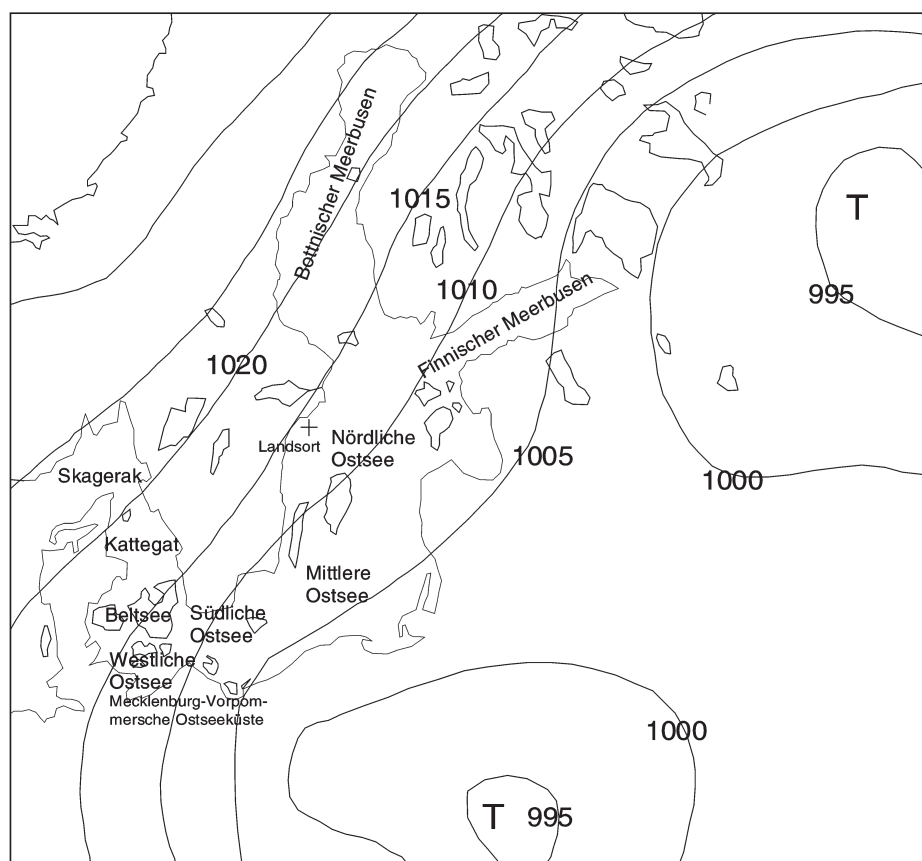 Bottnischer Meerbusen
1015
T
1010
995
Finnischer Meerbusen
1020
Landsort
Nördliche
Ostsee
1005
Skagerak
1000
Kattegat
Mittlere
Ostsee
Beltsee
Südliche
Ostsee
Westliche
Ostsee
Mecklenburg-Vorpom-
mersche Ostseeküste
1000
T 995